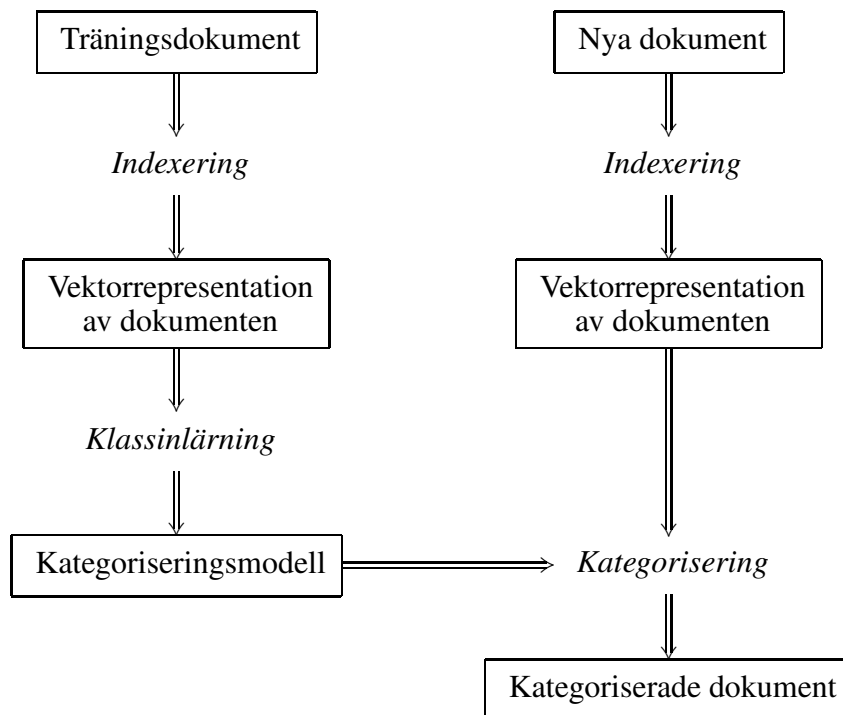 Träningsdokument
Nya dokument
Indexering
Indexering
Vektorrepresentation
av dokumenten
Vektorrepresentation
av dokumenten
Klassinlärning
Kategoriseringsmodell
Kategorisering
Kategoriserade dokument